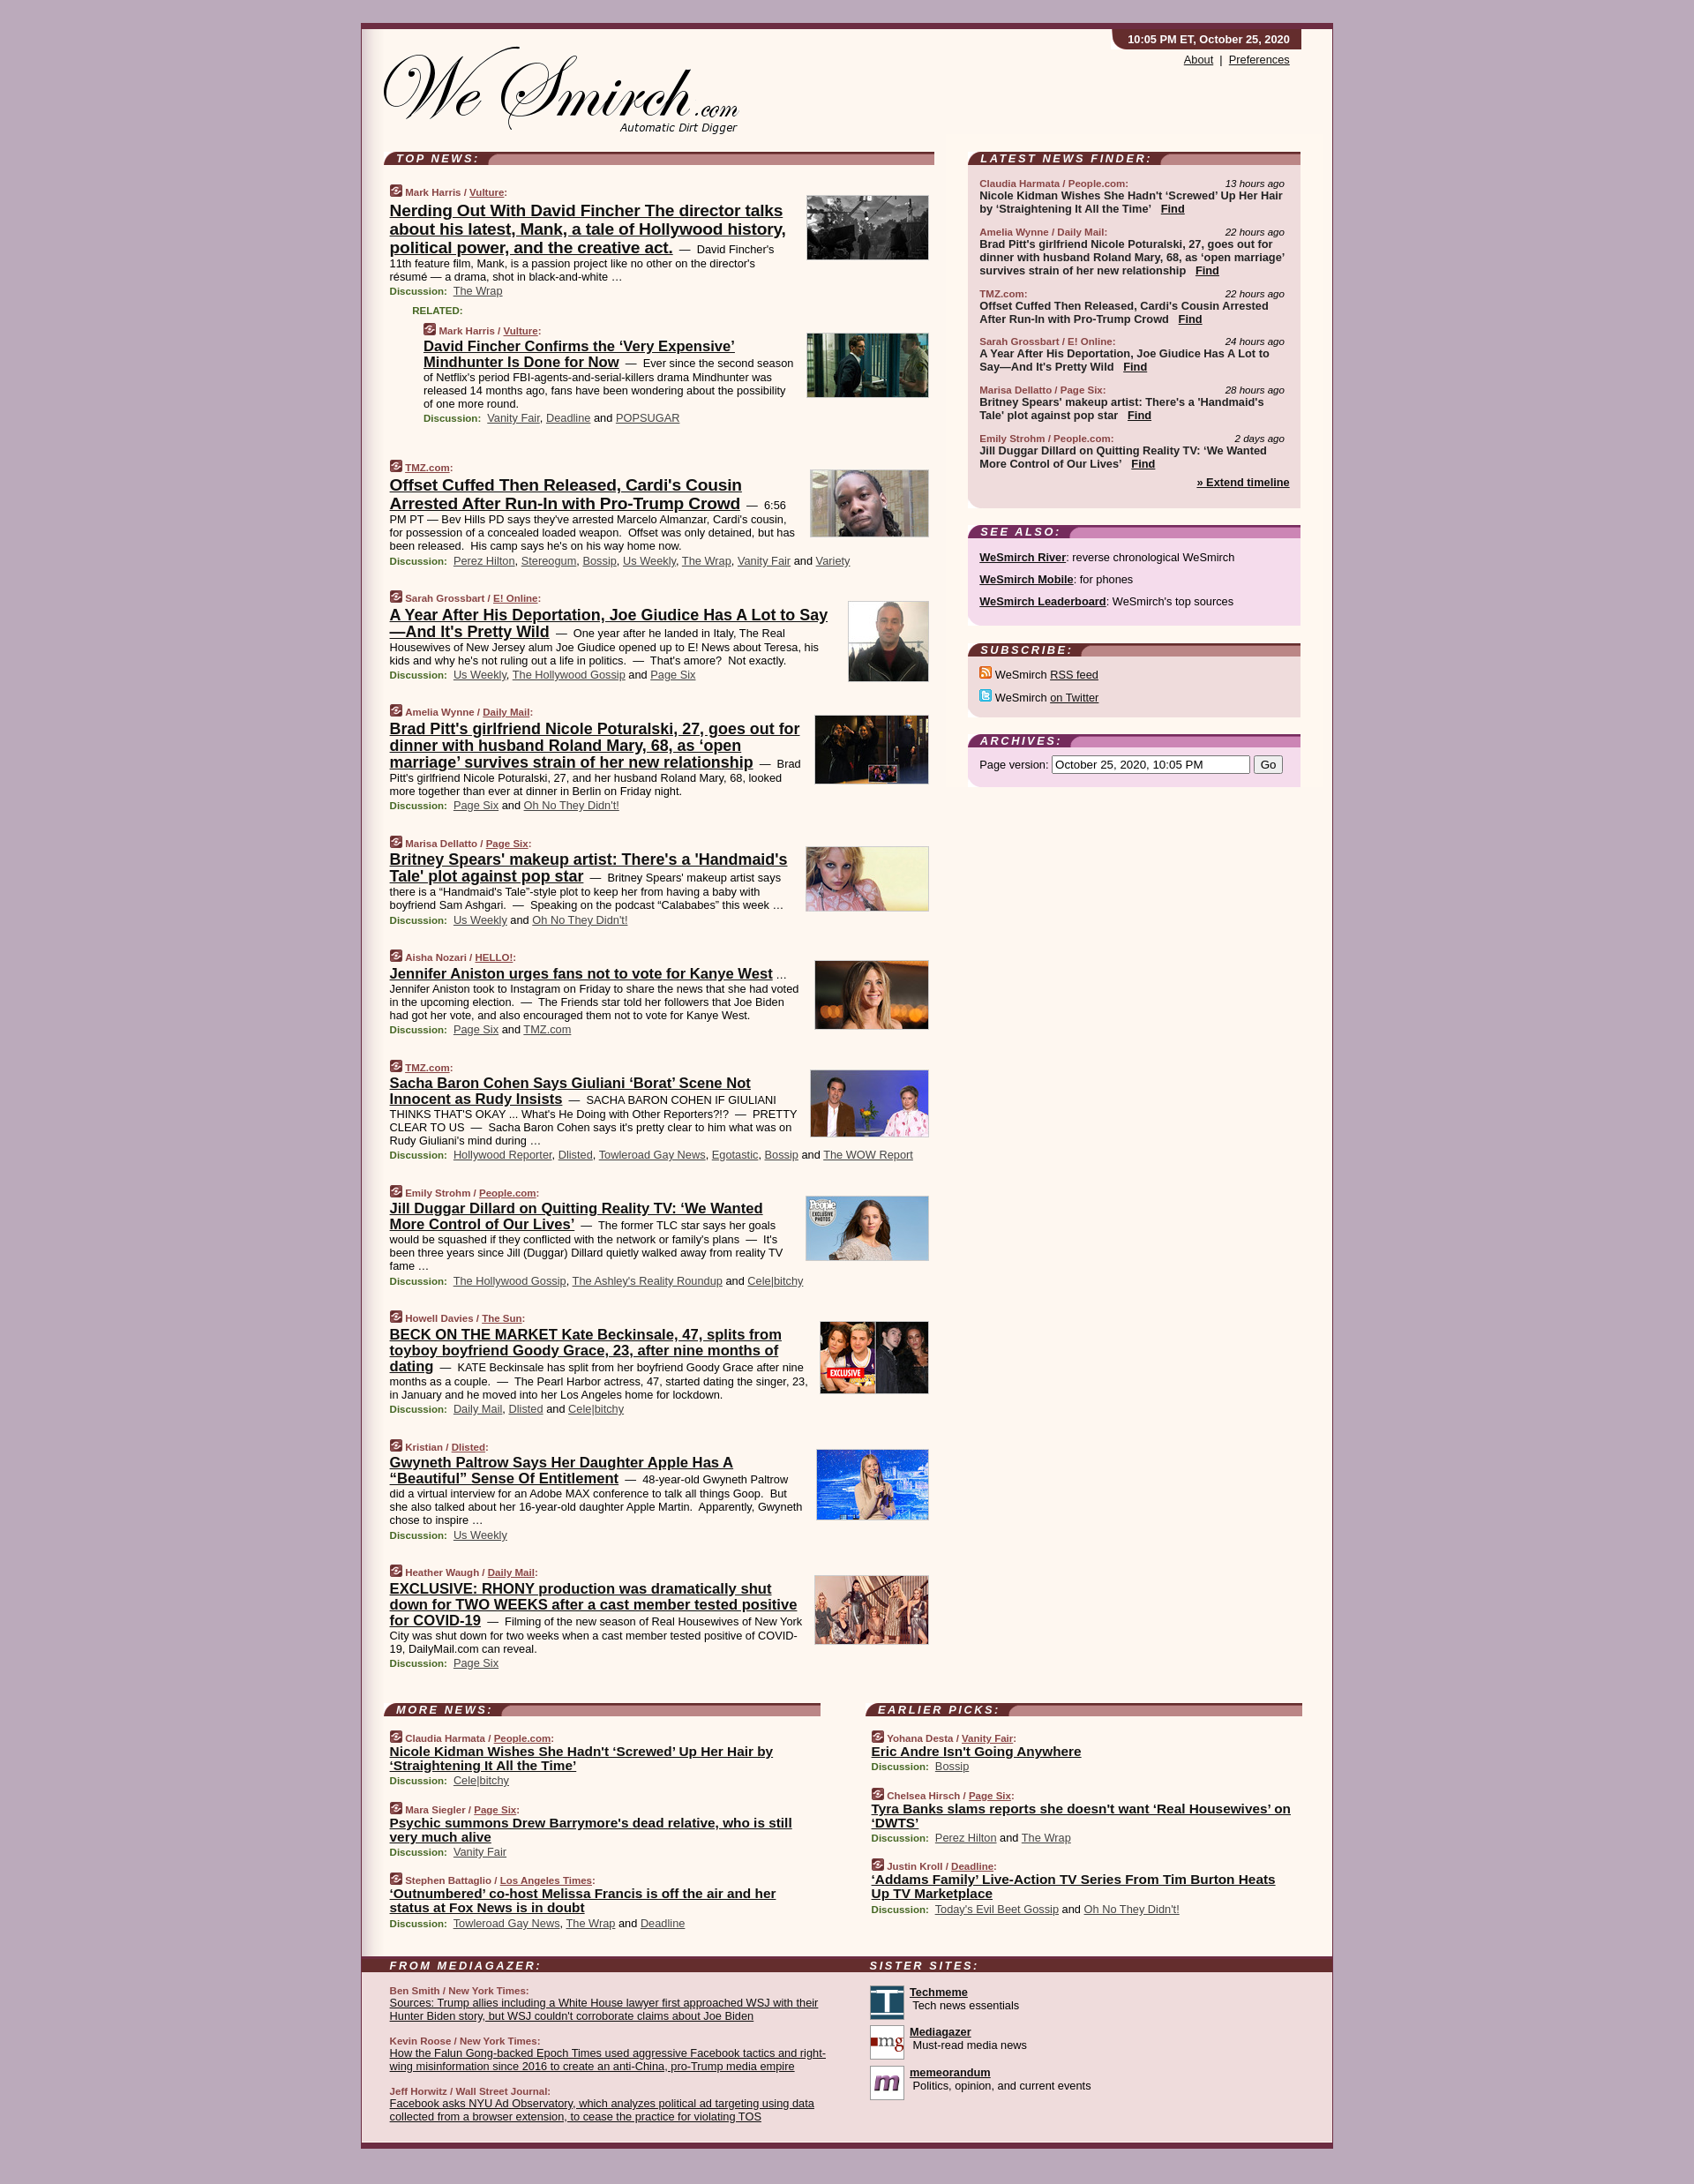 10:05 PM ET, October 25, 2020
About | Preferences
We Smirch .com
Automatic Dirt Digger
TOP NEWS:
Mark Harris / Vulture:
Nerding Out With David Fincher The director talks
about his latest, Mank, a tale of Hollywood history,
political power, and the creative act. — David Fincher's
11th feature film, Mank, is a passion project like no other on the director's
résumé — a drama, shot in black-and-white …
Discussion: The Wrap
RELATED:
Mark Harris / Vulture:
David Fincher Confirms the ‘Very Expensive’
Mindhunter Is Done for Now — Ever since the second season
of Netflix's period FBI-agents-and-serial-killers drama Mindhunter was
released 14 months ago, fans have been wondering about the possibility
of one more round.
Discussion: Vanity Fair, Deadline and POPSUGAR
TMZ.com:
Offset Cuffed Then Released, Cardi's Cousin
Arrested After Run-In with Pro-Trump Crowd — 6:56
PM PT — Bev Hills PD says they've arrested Marcelo Almanzar, Cardi's cousin,
for possession of a concealed loaded weapon. Offset was only detained, but has
been released. His camp says he's on his way home now.
Discussion: Perez Hilton, Stereogum, Bossip, Us Weekly, The Wrap, Vanity Fair and Variety
Sarah Grossbart / E! Online:
A Year After His Deportation, Joe Giudice Has A Lot to Say
—And It's Pretty Wild — One year after he landed in Italy, The Real
Housewives of New Jersey alum Joe Giudice opened up to E! News about Teresa, his
kids and why he's not ruling out a life in politics. — That's amore? Not exactly.
Discussion: Us Weekly, The Hollywood Gossip and Page Six
Amelia Wynne / Daily Mail:
Brad Pitt's girlfriend Nicole Poturalski, 27, goes out for
dinner with husband Roland Mary, 68, as ‘open
marriage’ survives strain of her new relationship — Brad
Pitt's girlfriend Nicole Poturalski, 27, and her husband Roland Mary, 68, looked
more together than ever at dinner in Berlin on Friday night.
Discussion: Page Six and Oh No They Didn't!
Marisa Dellatto / Page Six:
Britney Spears' makeup artist: There's a 'Handmaid's
Tale' plot against pop star — Britney Spears' makeup artist says
there is a “Handmaid's Tale”-style plot to keep her from having a baby with
boyfriend Sam Ashgari. — Speaking on the podcast “Calababes” this week …
Discussion: Us Weekly and Oh No They Didn't!
Aisha Nozari / HELLO!:
Jennifer Aniston urges fans not to vote for Kanye West …
Jennifer Aniston took to Instagram on Friday to share the news that she had voted
in the upcoming election. — The Friends star told her followers that Joe Biden
had got her vote, and also encouraged them not to vote for Kanye West.
Discussion: Page Six and TMZ.com
TMZ.com:
Sacha Baron Cohen Says Giuliani ‘Borat’ Scene Not
Innocent as Rudy Insists — SACHA BARON COHEN IF GIULIANI
THINKS THAT'S OKAY ... What's He Doing with Other Reporters?!? — PRETTY
CLEAR TO US — Sacha Baron Cohen says it's pretty clear to him what was on
Rudy Giuliani's mind during …
Discussion: Hollywood Reporter, Dlisted, Towleroad Gay News, Egotastic, Bossip and The WOW Report
Emily Strohm / People.com:
Jill Duggar Dillard on Quitting Reality TV: ‘We Wanted
More Control of Our Lives’ — The former TLC star says her goals
would be squashed if they conflicted with the network or family's plans — It's
been three years since Jill (Duggar) Dillard quietly walked away from reality TV
fame …
Discussion: The Hollywood Gossip, The Ashley's Reality Roundup and Cele|bitchy
People
EXCLUSIVE
PHOTOS
Howell Davies / The Sun:
BECK ON THE MARKET Kate Beckinsale, 47, splits from
toyboy boyfriend Goody Grace, 23, after nine months of
dating — KATE Beckinsale has split from her boyfriend Goody Grace after nine
months as a couple. — The Pearl Harbor actress, 47, started dating the singer, 23,
in January and he moved into her Los Angeles home for lockdown.
Discussion: Daily Mail, Dlisted and Cele|bitchy
EXCLUSIVE
Kristian / Dlisted:
Gwyneth Paltrow Says Her Daughter Apple Has A
“Beautiful” Sense Of Entitlement — 48-year-old Gwyneth Paltrow
did a virtual interview for an Adobe MAX conference to talk all things Goop. But
she also talked about her 16-year-old daughter Apple Martin. Apparently, Gwyneth
chose to inspire …
Discussion: Us Weekly
Heather Waugh / Daily Mail:
EXCLUSIVE: RHONY production was dramatically shut
down for TWO WEEKS after a cast member tested positive
for COVID-19 — Filming of the new season of Real Housewives of New York
City was shut down for two weeks when a cast member tested positive of COVID-
19, DailyMail.com can reveal.
Discussion: Page Six
LATEST NEWS FINDER:
Claudia Harmata / People.com: 13 hours ago
Nicole Kidman Wishes She Hadn't ‘Screwed’ Up Her Hair
by ‘Straightening It All the Time’ Find
Amelia Wynne / Daily Mail: 22 hours ago
Brad Pitt's girlfriend Nicole Poturalski, 27, goes out for
dinner with husband Roland Mary, 68, as ‘open marriage’
survives strain of her new relationship Find
TMZ.com: 22 hours ago
Offset Cuffed Then Released, Cardi's Cousin Arrested
After Run-In with Pro-Trump Crowd Find
Sarah Grossbart / E! Online: 24 hours ago
A Year After His Deportation, Joe Giudice Has A Lot to
Say—And It's Pretty Wild Find
Marisa Dellatto / Page Six: 28 hours ago
Britney Spears' makeup artist: There's a 'Handmaid's
Tale' plot against pop star Find
Emily Strohm / People.com: 2 days ago
Jill Duggar Dillard on Quitting Reality TV: ‘We Wanted
More Control of Our Lives’ Find
» Extend timeline
SEE ALSO:
WeSmirch River: reverse chronological WeSmirch
WeSmirch Mobile: for phones
WeSmirch Leaderboard: WeSmirch's top sources
SUBSCRIBE:
WeSmirch RSS feed
WeSmirch on Twitter
ARCHIVES:
Page version: October 25, 2020, 10:05 PM Go
MORE NEWS:
Claudia Harmata / People.com:
Nicole Kidman Wishes She Hadn't ‘Screwed’ Up Her Hair by
‘Straightening It All the Time’
Discussion: Cele|bitchy
Mara Siegler / Page Six:
Psychic summons Drew Barrymore's dead relative, who is still
very much alive
Discussion: Vanity Fair
Stephen Battaglio / Los Angeles Times:
‘Outnumbered’ co-host Melissa Francis is off the air and her
status at Fox News is in doubt
Discussion: Towleroad Gay News, The Wrap and Deadline
EARLIER PICKS:
Yohana Desta / Vanity Fair:
Eric Andre Isn't Going Anywhere
Discussion: Bossip
Chelsea Hirsch / Page Six:
Tyra Banks slams reports she doesn't want ‘Real Housewives’ on
‘DWTS’
Discussion: Perez Hilton and The Wrap
Justin Kroll / Deadline:
‘Addams Family’ Live-Action TV Series From Tim Burton Heats
Up TV Marketplace
Discussion: Today's Evil Beet Gossip and Oh No They Didn't!
FROM MEDIAGAZER:
Ben Smith / New York Times:
Sources: Trump allies including a White House lawyer first approached WSJ with their
Hunter Biden story, but WSJ couldn't corroborate claims about Joe Biden
Kevin Roose / New York Times:
How the Falun Gong-backed Epoch Times used aggressive Facebook tactics and right-
wing misinformation since 2016 to create an anti-China, pro-Trump media empire
Jeff Horwitz / Wall Street Journal:
Facebook asks NYU Ad Observatory, which analyzes political ad targeting using data
collected from a browser extension, to cease the practice for violating TOS
SISTER SITES:
T
Techmeme
Tech news essentials
mg
Mediagazer
Must-read media news
m
memeorandum
Politics, opinion, and current events